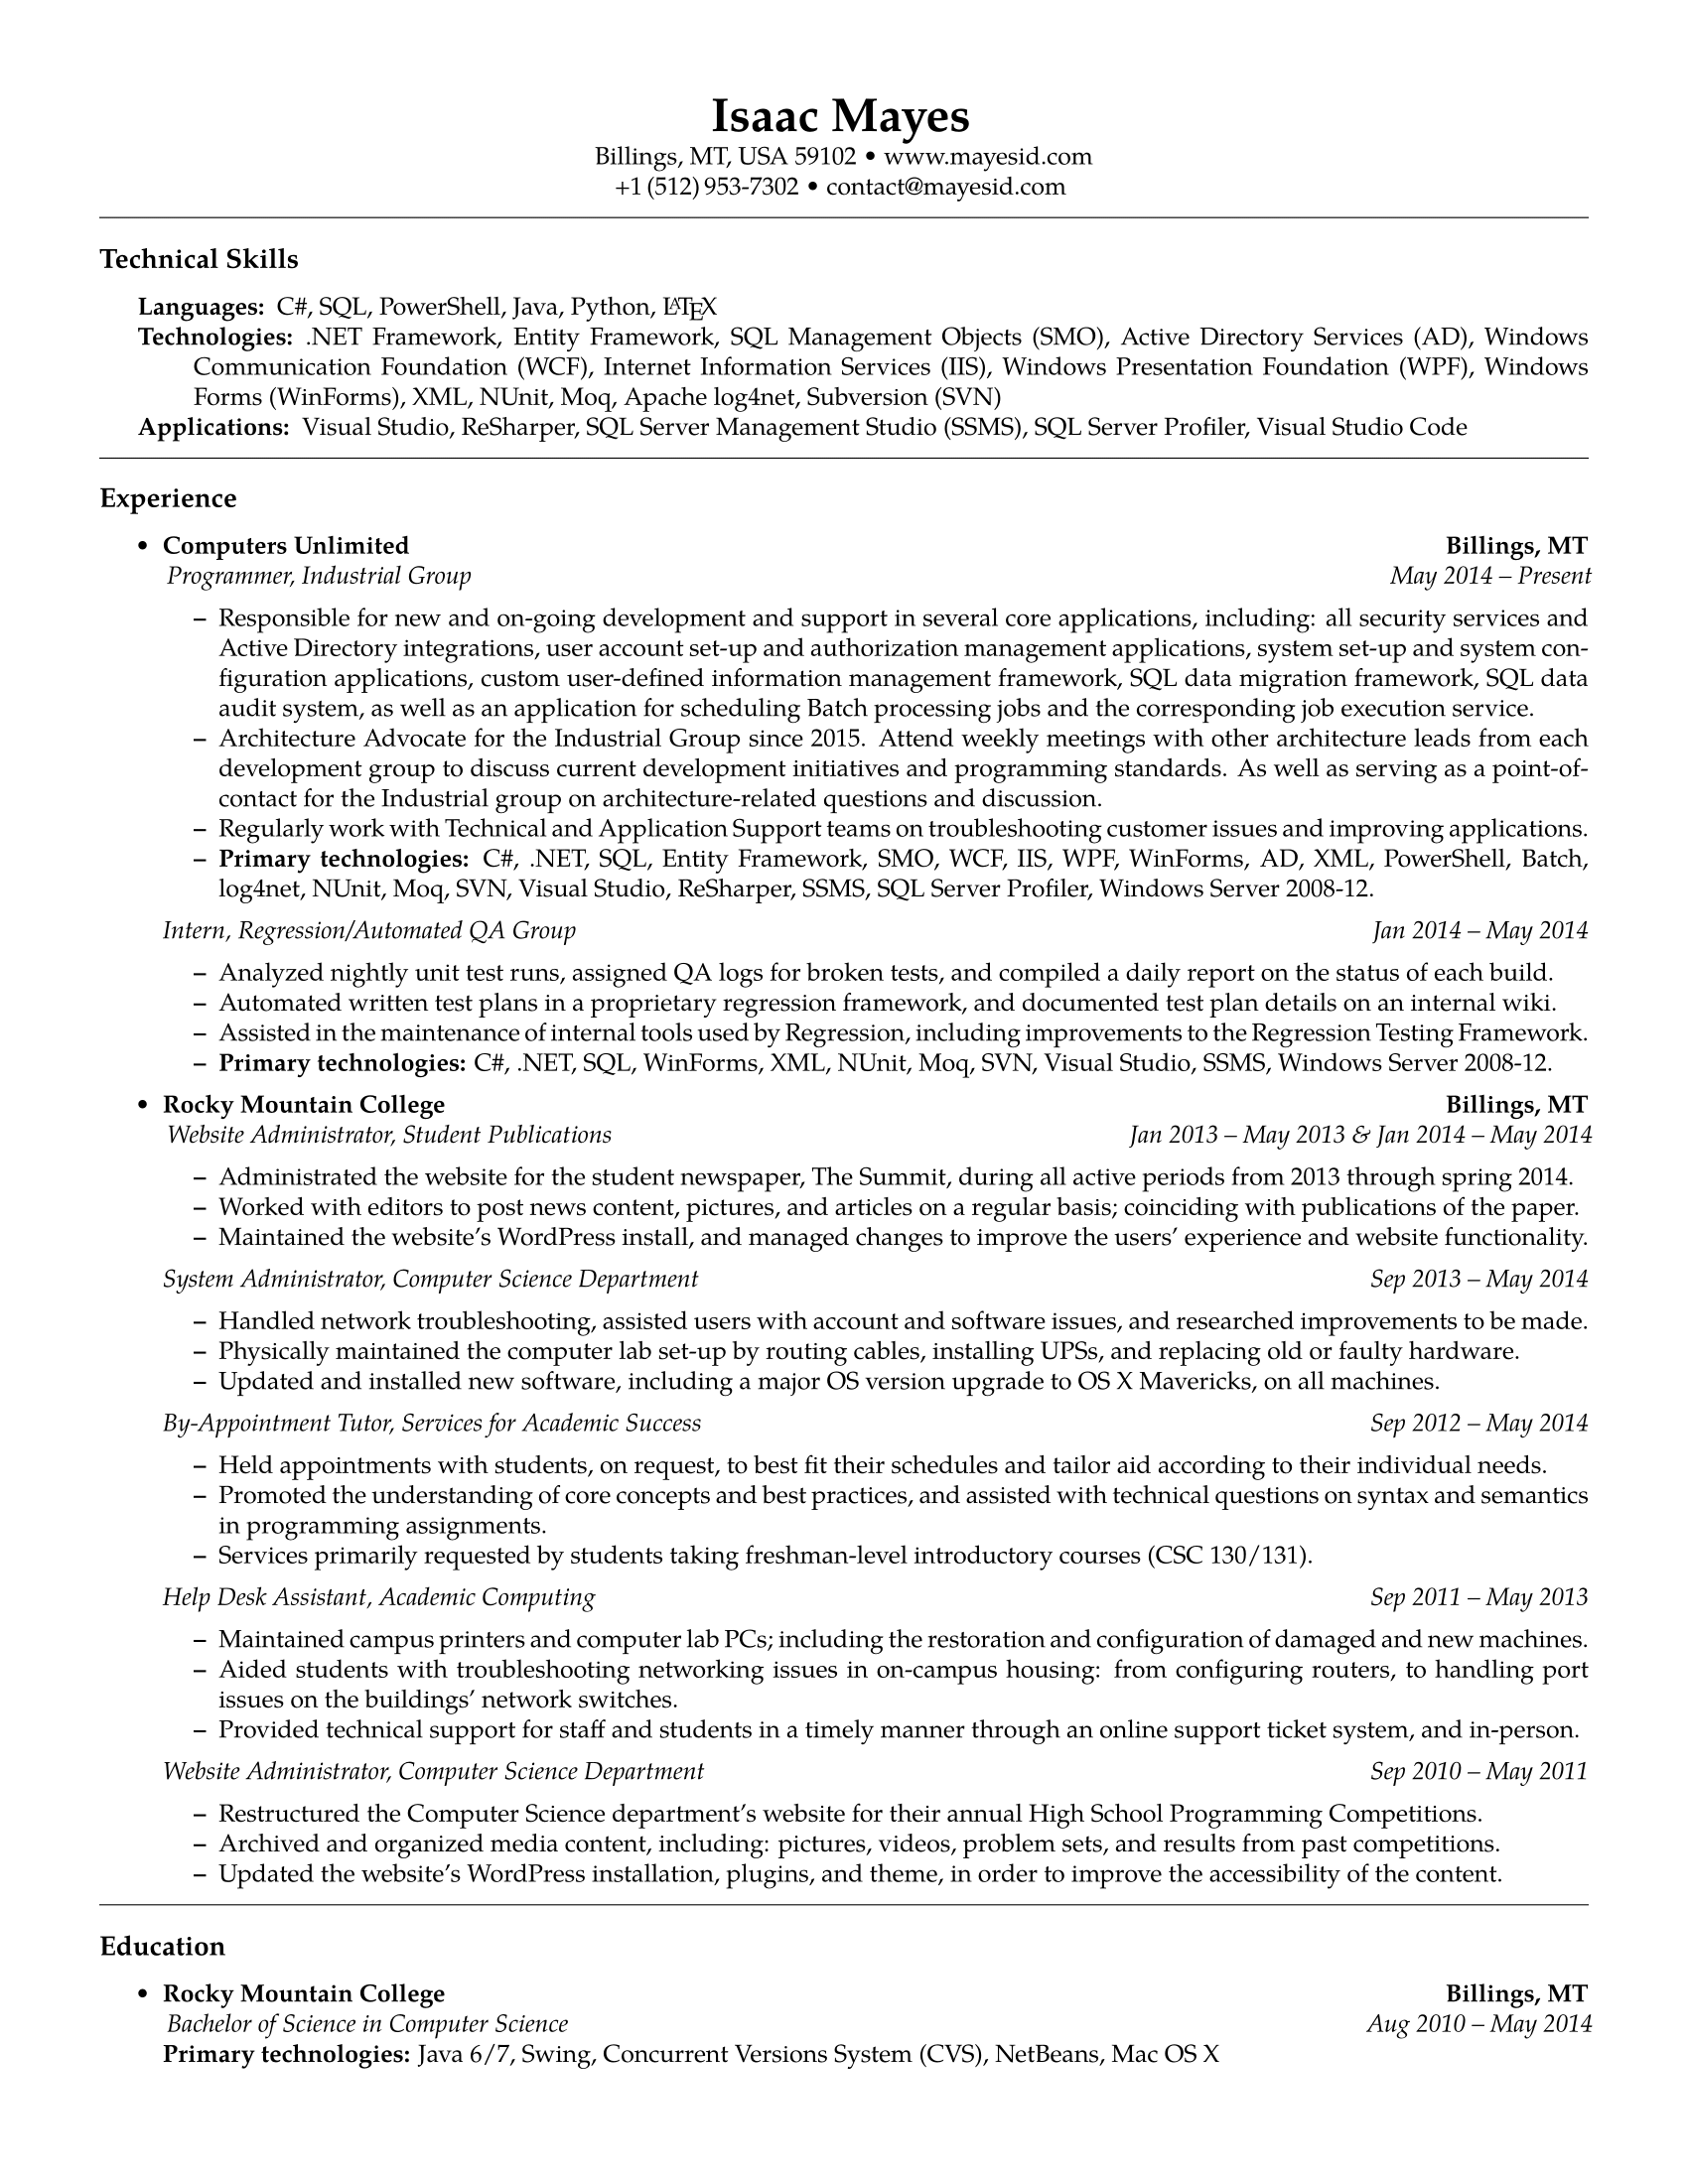 Isaac Mayes
Billings, MT, USA 59102 • www.mayesid.com
+1 (512) 953-7302 • contact@mayesid.com
Technical Skills
Languages: C#, SQL, PowerShell, Java, Python, LATEX
Technologies: .NET Framework, Entity Framework, SQL Management Objects (SMO), Active Directory Services (AD), Windows
Communication Foundation (WCF), Internet Information Services (IIS), Windows Presentation Foundation (WPF), Windows
Forms (WinForms), XML, NUnit, Moq, Apache log4net, Subversion (SVN)
Applications: Visual Studio, ReSharper, SQL Server Management Studio (SSMS), SQL Server Profiler, Visual Studio Code
Experience
• Computers Unlimited Billings, MT
Programmer, Industrial Group May 2014 – Present
– Responsible for new and on-going development and support in several core applications, including: all security services and
Active Directory integrations, user account set-up and authorization management applications, system set-up and system con-
figuration applications, custom user-defined information management framework, SQL data migration framework, SQL data
audit system, as well as an application for scheduling Batch processing jobs and the corresponding job execution service.
– Architecture Advocate for the Industrial Group since 2015. Attend weekly meetings with other architecture leads from each
development group to discuss current development initiatives and programming standards. As well as serving as a point-of-
contact for the Industrial group on architecture-related questions and discussion.
– Regularly work with Technical and Application Support teams on troubleshooting customer issues and improving applications.
– Primary technologies: C#, .NET, SQL, Entity Framework, SMO, WCF, IIS, WPF, WinForms, AD, XML, PowerShell, Batch,
log4net, NUnit, Moq, SVN, Visual Studio, ReSharper, SSMS, SQL Server Profiler, Windows Server 2008-12.
Intern, Regression/Automated QA Group Jan 2014 – May 2014
– Analyzed nightly unit test runs, assigned QA logs for broken tests, and compiled a daily report on the status of each build.
– Automated written test plans in a proprietary regression framework, and documented test plan details on an internal wiki.
– Assisted in the maintenance of internal tools used by Regression, including improvements to the Regression Testing Framework.
– Primary technologies: C#, .NET, SQL, WinForms, XML, NUnit, Moq, SVN, Visual Studio, SSMS, Windows Server 2008-12.
• Rocky Mountain College Billings, MT
Website Administrator, Student Publications Jan 2013 – May 2013 & Jan 2014 – May 2014
– Administrated the website for the student newspaper, The Summit, during all active periods from 2013 through spring 2014.
– Worked with editors to post news content, pictures, and articles on a regular basis; coinciding with publications of the paper.
– Maintained the website's WordPress install, and managed changes to improve the users' experience and website functionality.
System Administrator, Computer Science Department Sep 2013 – May 2014
– Handled network troubleshooting, assisted users with account and software issues, and researched improvements to be made.
– Physically maintained the computer lab set-up by routing cables, installing UPSs, and replacing old or faulty hardware.
– Updated and installed new software, including a major OS version upgrade to OS X Mavericks, on all machines.
By-Appointment Tutor, Services for Academic Success Sep 2012 – May 2014
– Held appointments with students, on request, to best fit their schedules and tailor aid according to their individual needs.
– Promoted the understanding of core concepts and best practices, and assisted with technical questions on syntax and semantics
in programming assignments.
– Services primarily requested by students taking freshman-level introductory courses (CSC 130/131).
Help Desk Assistant, Academic Computing Sep 2011 – May 2013
– Maintained campus printers and computer lab PCs; including the restoration and configuration of damaged and new machines.
– Aided students with troubleshooting networking issues in on-campus housing: from configuring routers, to handling port
issues on the buildings' network switches.
– Provided technical support for staff and students in a timely manner through an online support ticket system, and in-person.
Website Administrator, Computer Science Department Sep 2010 – May 2011
– Restructured the Computer Science department's website for their annual High School Programming Competitions.
– Archived and organized media content, including: pictures, videos, problem sets, and results from past competitions.
– Updated the website's WordPress installation, plugins, and theme, in order to improve the accessibility of the content.
Education
• Rocky Mountain College Billings, MT
Bachelor of Science in Computer Science Aug 2010 – May 2014
Primary technologies: Java 6/7, Swing, Concurrent Versions System (CVS), NetBeans, Mac OS X